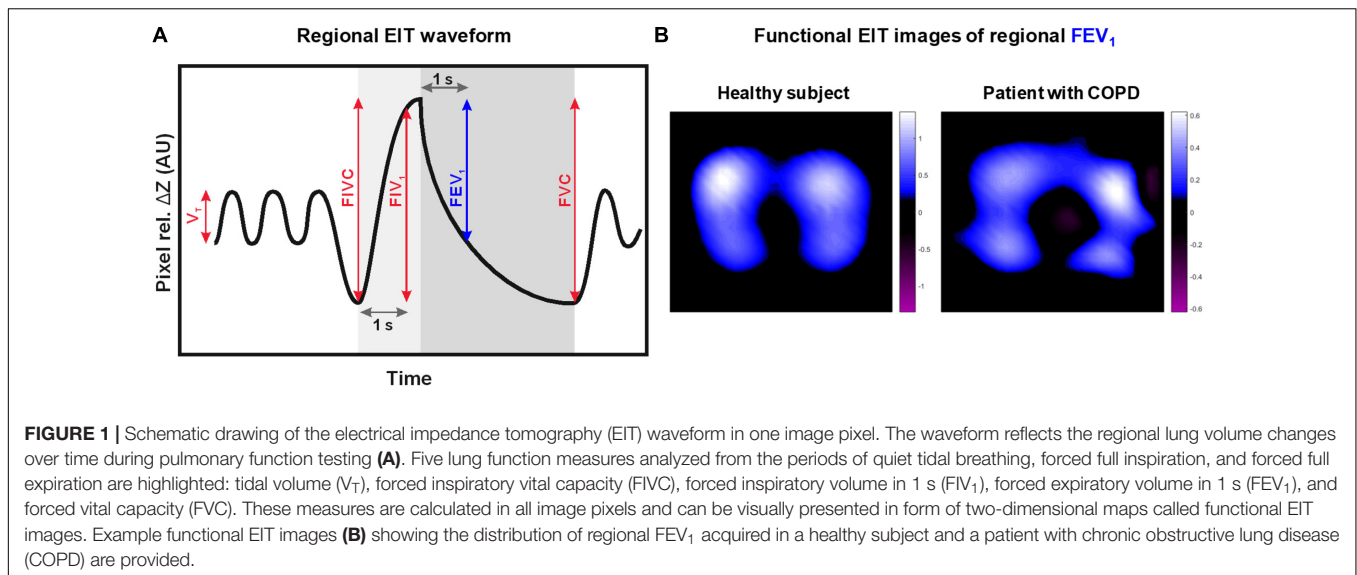 A
Regional EIT waveform
B
Functional EIT images of regional FEV₁
Pixel rel. ΔZ (AU)
Time
V_T
FIVC
FIV₁
FEV₁
FVC
1 s
1 s
Healthy subject
1
0.5
0
-0.5
-1
Patient with COPD
0.6
0.4
0.2
0
-0.2
-0.4
-0.6
FIGURE 1 | Schematic drawing of the electrical impedance tomography (EIT) waveform in one image pixel. The waveform reflects the regional lung volume changes
over time during pulmonary function testing (A). Five lung function measures analyzed from the periods of quiet tidal breathing, forced full inspiration, and forced full
expiration are highlighted: tidal volume (V_T), forced inspiratory vital capacity (FIVC), forced inspiratory volume in 1 s (FIV₁), forced expiratory volume in 1 s (FEV₁), and
forced vital capacity (FVC). These measures are calculated in all image pixels and can be visually presented in form of two-dimensional maps called functional EIT
images. Example functional EIT images (B) showing the distribution of regional FEV₁ acquired in a healthy subject and a patient with chronic obstructive lung disease
(COPD) are provided.